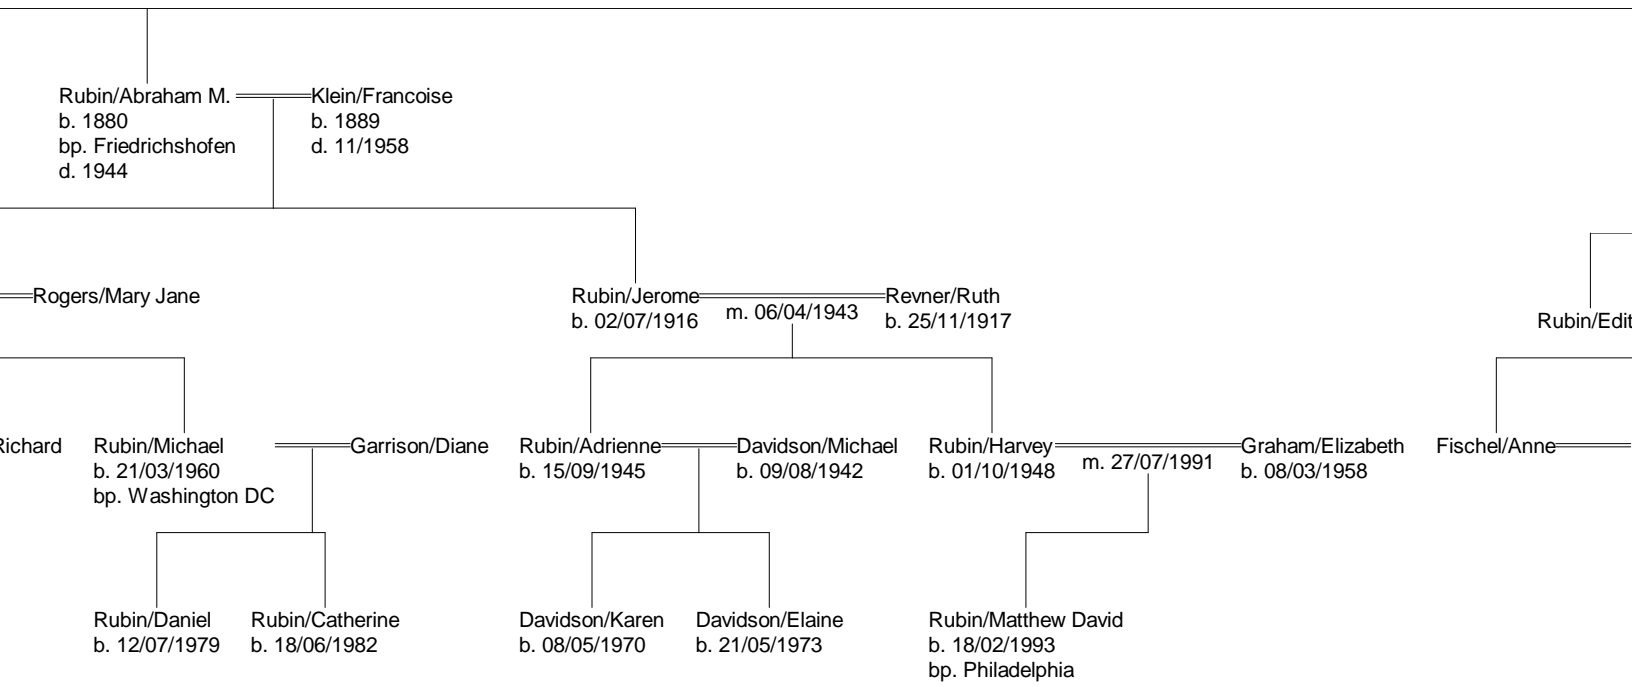 Rubin/Abraham M.
b. 1880
bp. Friedrichshofen
d. 1944
Klein/Francoise
b. 1889
d. 11/1958
Rogers/Mary Jane
Rubin/Jerome
b. 02/07/1916
m. 06/04/1943
Revner/Ruth
b. 25/11/1917
Rubin/Edit
Richard
Rubin/Michael
b. 21/03/1960
bp. Washington DC
Garrison/Diane
Rubin/Adrienne
b. 15/09/1945
Davidson/Michael
b. 09/08/1942
Rubin/Harvey
b. 01/10/1948
m. 27/07/1991
Graham/Elizabeth
b. 08/03/1958
Fischel/Anne
Rubin/Daniel
b. 12/07/1979
Rubin/Catherine
b. 18/06/1982
Davidson/Karen
b. 08/05/1970
Davidson/Elaine
b. 21/05/1973
Rubin/Matthew David
b. 18/02/1993
bp. Philadelphia